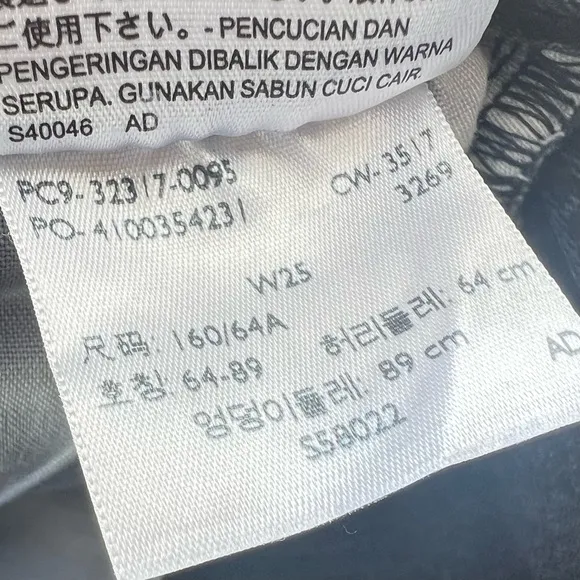 ご使用下さい。- PENCUCIAN DAN
PENGERINGAN DIBALIK DENGAN WARNA
SERUPA. GUNAKAN SABUN CUCI CAIR.
S40046 AD
PC9-32317-0095 CW-3517
PO-4100354231 3269
W25
尺码: 160/64A 허리둘레: 64 cm
호칭: 64-89 AD
엉덩이둘레: 89 cm
S58022